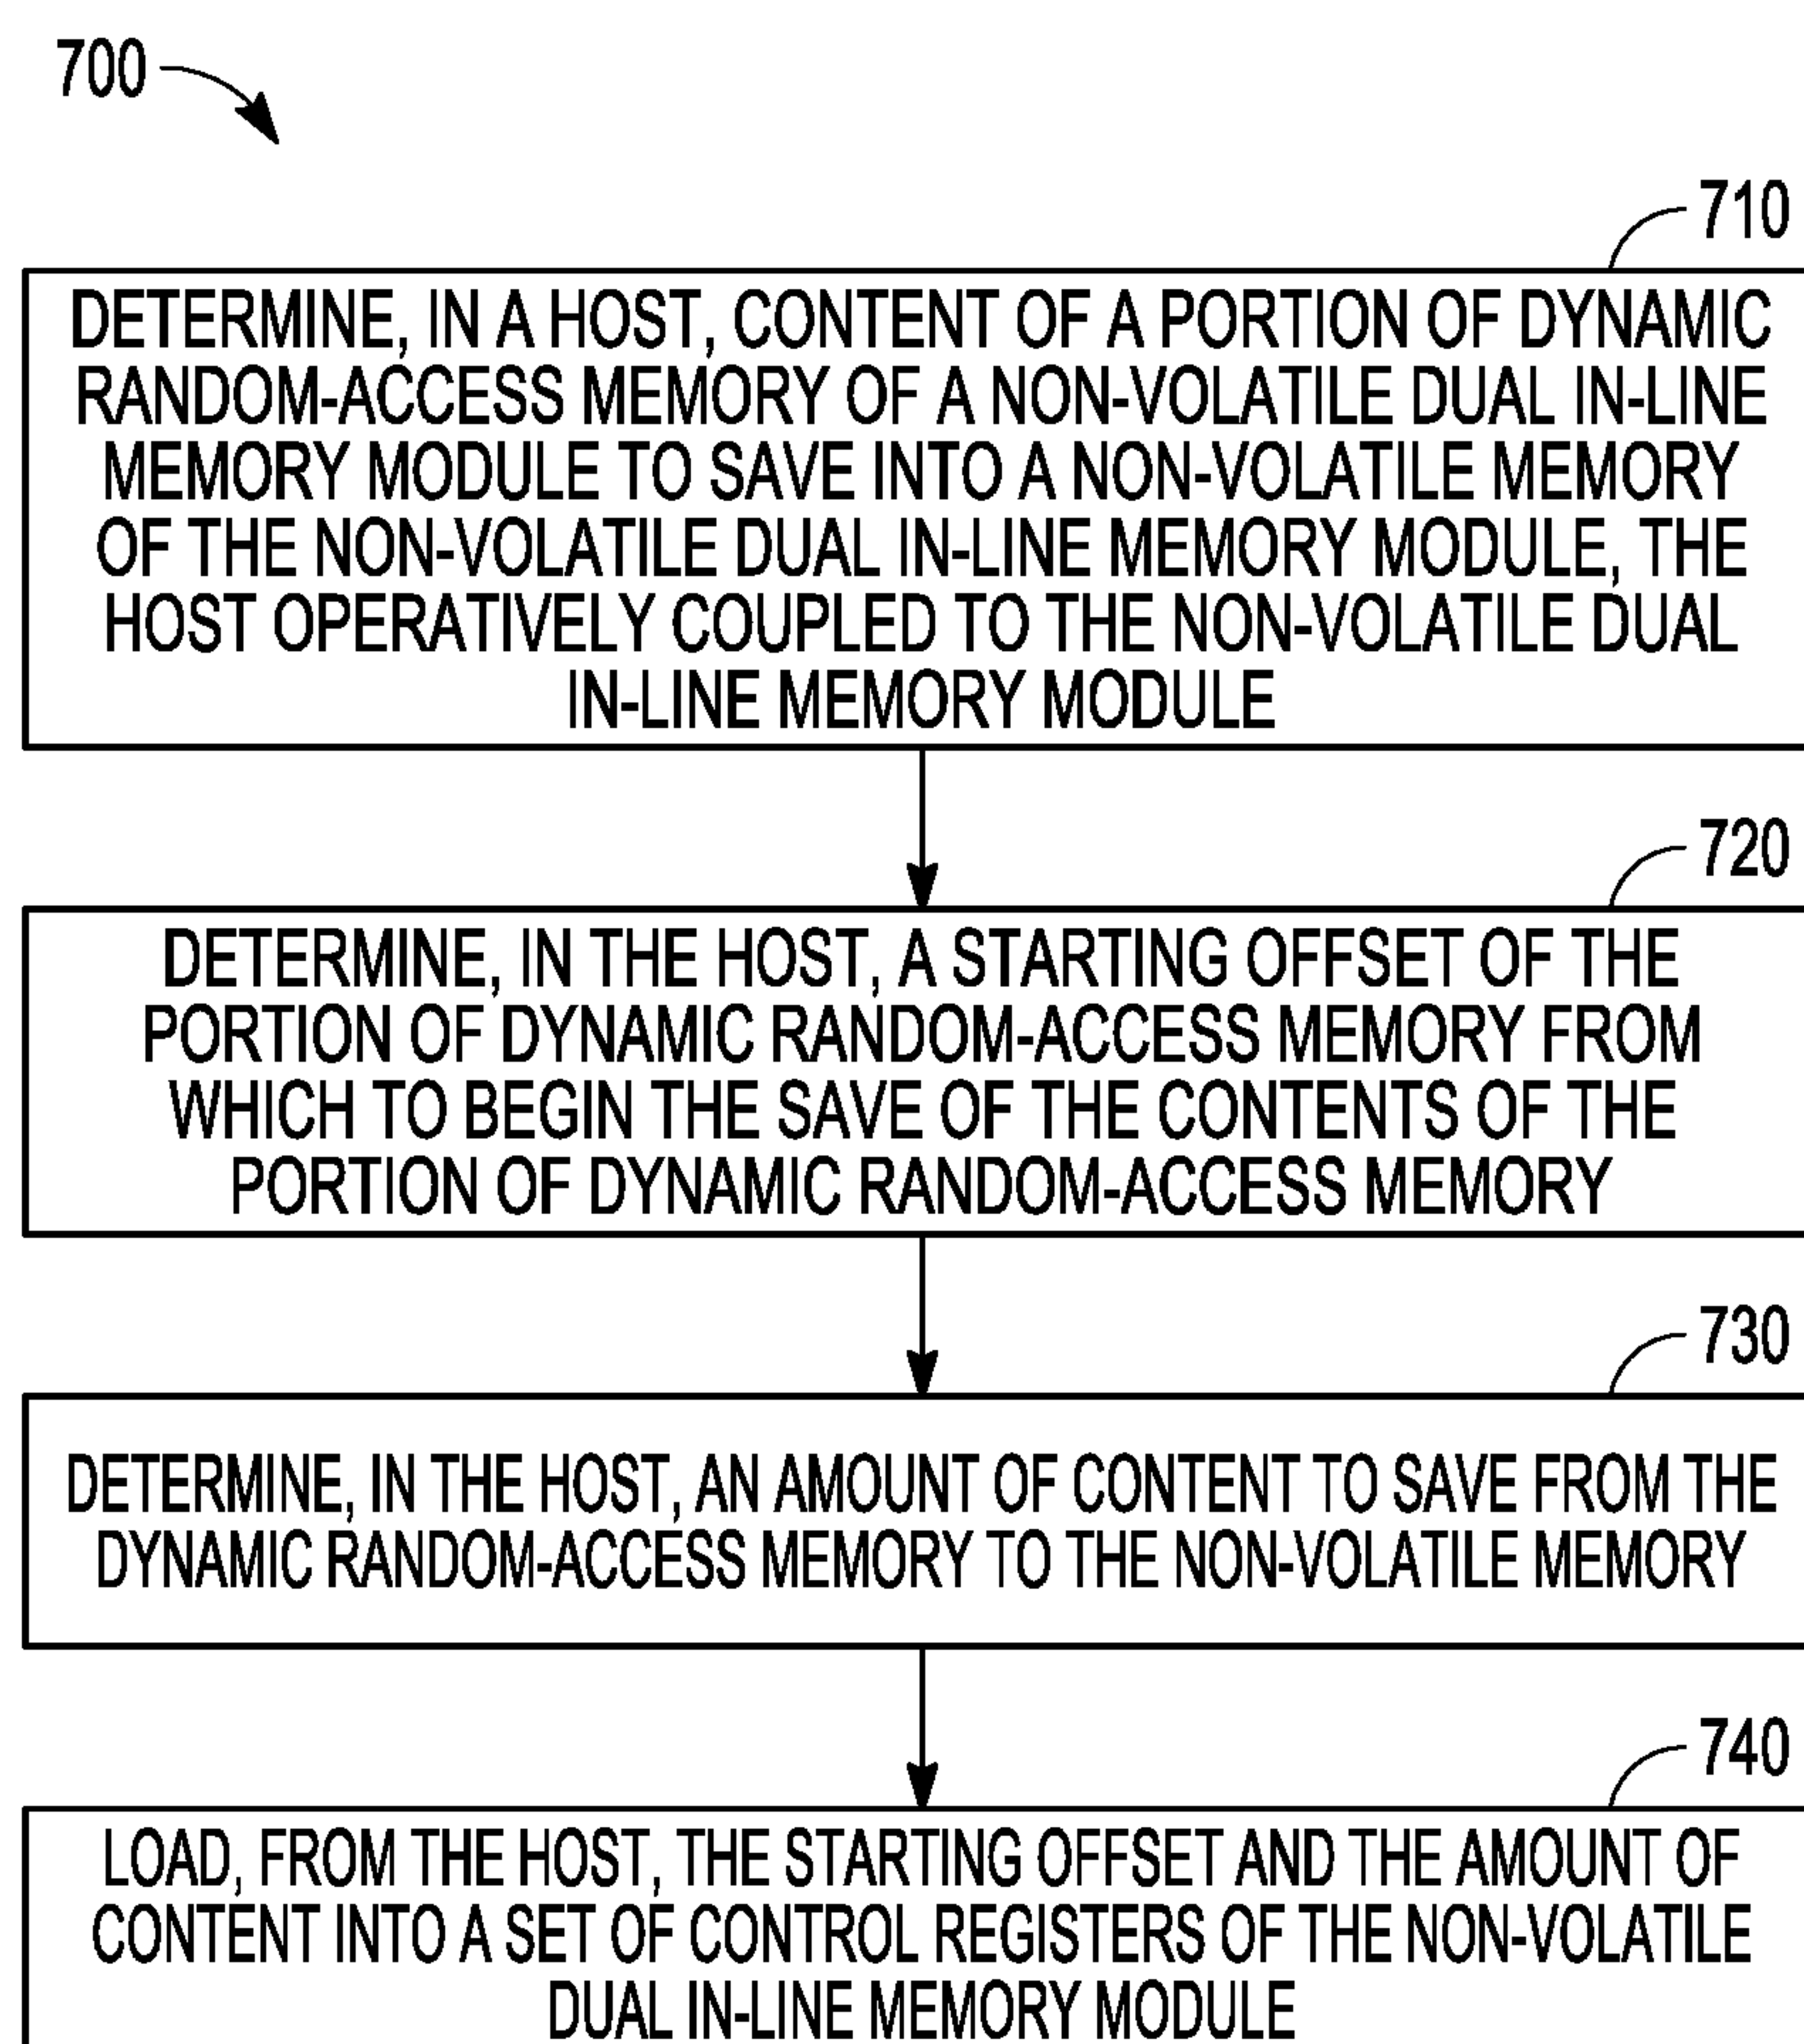 700
710
DETERMINE, IN A HOST, CONTENT OF A PORTION OF DYNAMIC
RANDOM-ACCESS MEMORY OF A NON-VOLATILE DUAL IN-LINE
MEMORY MODULE TO SAVE INTO A NON-VOLATILE MEMORY
OF THE NON-VOLATILE DUAL IN-LINE MEMORY MODULE, THE
HOST OPERATIVELY COUPLED TO THE NON-VOLATILE DUAL
IN-LINE MEMORY MODULE
720
DETERMINE, IN THE HOST, A STARTING OFFSET OF THE
PORTION OF DYNAMIC RANDOM-ACCESS MEMORY FROM
WHICH TO BEGIN THE SAVE OF THE CONTENTS OF THE
PORTION OF DYNAMIC RANDOM-ACCESS MEMORY
730
DETERMINE, IN THE HOST, AN AMOUNT OF CONTENT TO SAVE FROM THE
DYNAMIC RANDOM-ACCESS MEMORY TO THE NON-VOLATILE MEMORY
740
LOAD, FROM THE HOST, THE STARTING OFFSET AND THE AMOUNT OF
CONTENT INTO A SET OF CONTROL REGISTERS OF THE NON-VOLATILE
DUAL IN-LINE MEMORY MODULE